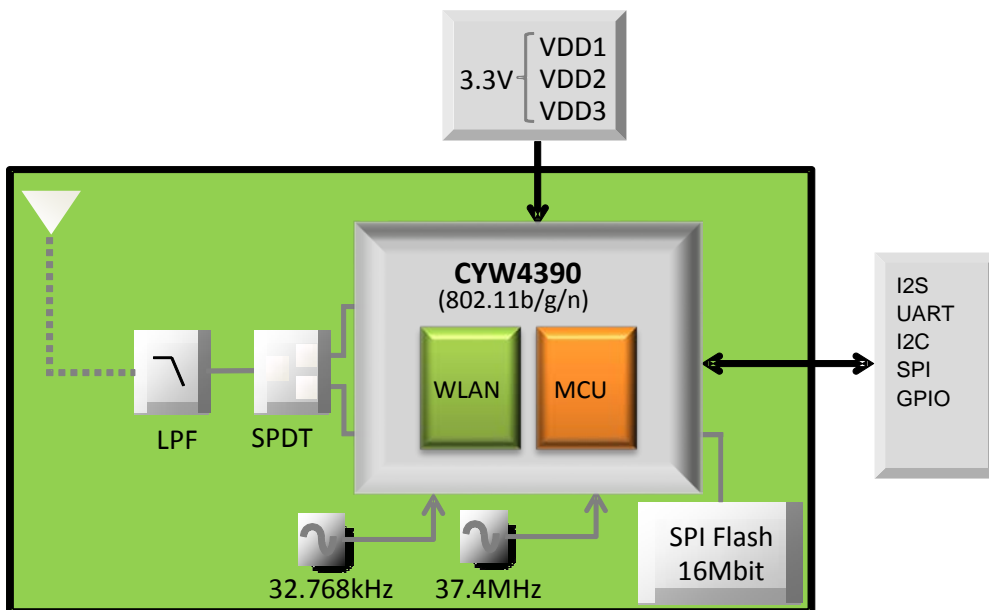 3.3V
VDD1
VDD2
VDD3
CYW4390
(802.11b/g/n)
WLAN
MCU
I2S
UART
I2C
SPI
GPIO
LPF
SPDT
32.768kHz
37.4MHz
SPI Flash
16Mbit